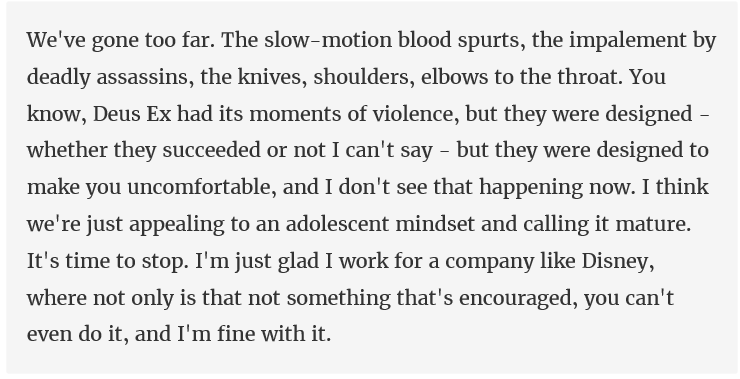 We've gone too far. The slow-motion blood spurts, the impalement by
deadly assassins, the knives, shoulders, elbows to the throat. You
know, Deus Ex had its moments of violence, but they were designed -
whether they succeeded or not I can't say - but they were designed to
make you uncomfortable, and I don't see that happening now. I think
we're just appealing to an adolescent mindset and calling it mature.
It's time to stop. I'm just glad I work for a company like Disney,
where not only is that not something that's encouraged, you can't
even do it, and I'm fine with it.